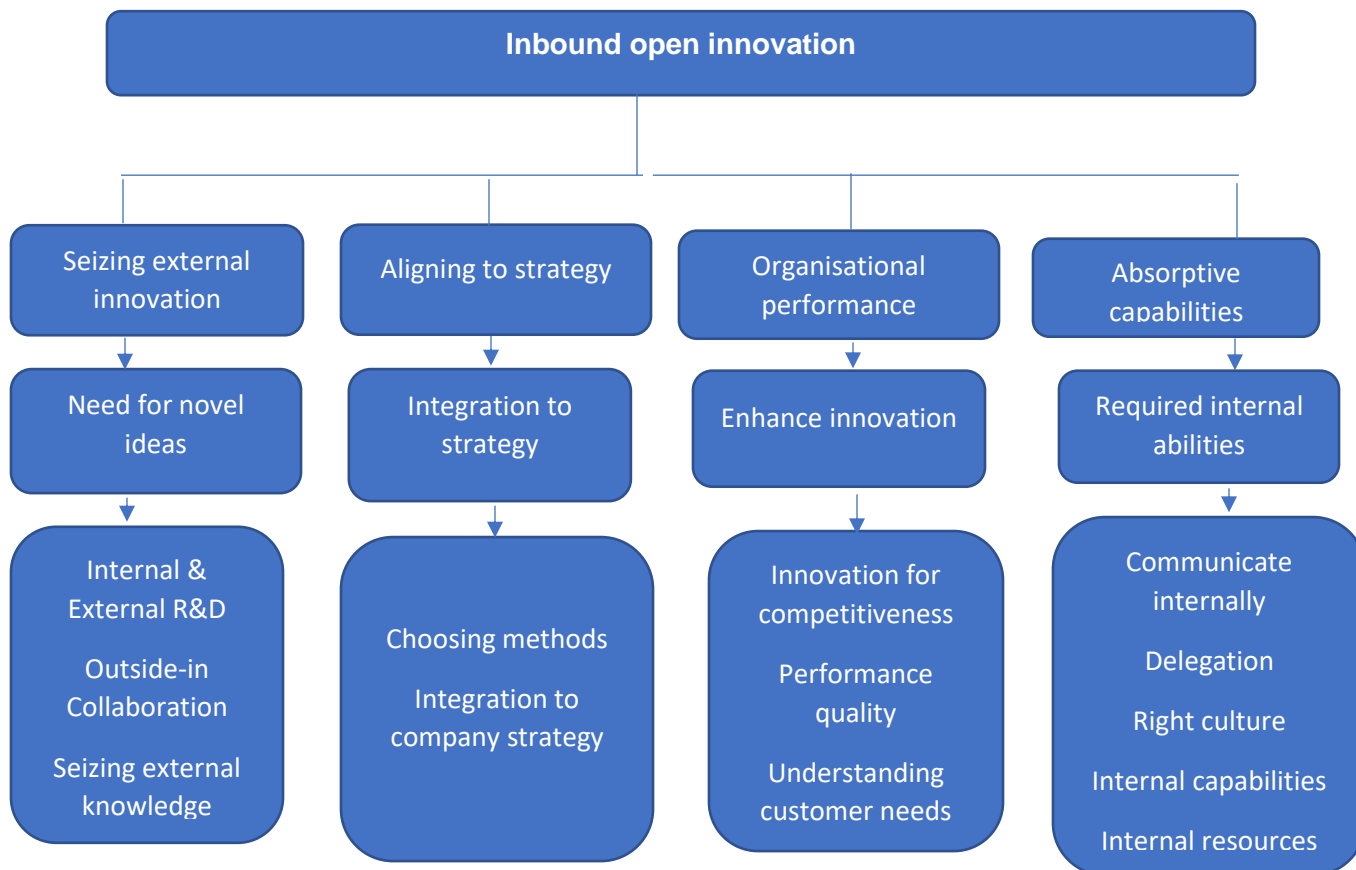 Inbound open innovation
Seizing external
innovation
Aligning to strategy
Organisational
performance
Absorptive
capabilities
Need for novel
ideas
Integration to
strategy
Enhance innovation
Required internal
abilities
Internal &
External R&D
Outside-in
Collaboration
Seizing external
knowledge
Choosing methods
Integration to
company strategy
Innovation for
competitiveness
Performance
quality
Understanding
customer needs
Communicate
internally
Delegation
Right culture
Internal capabilities
Internal resources